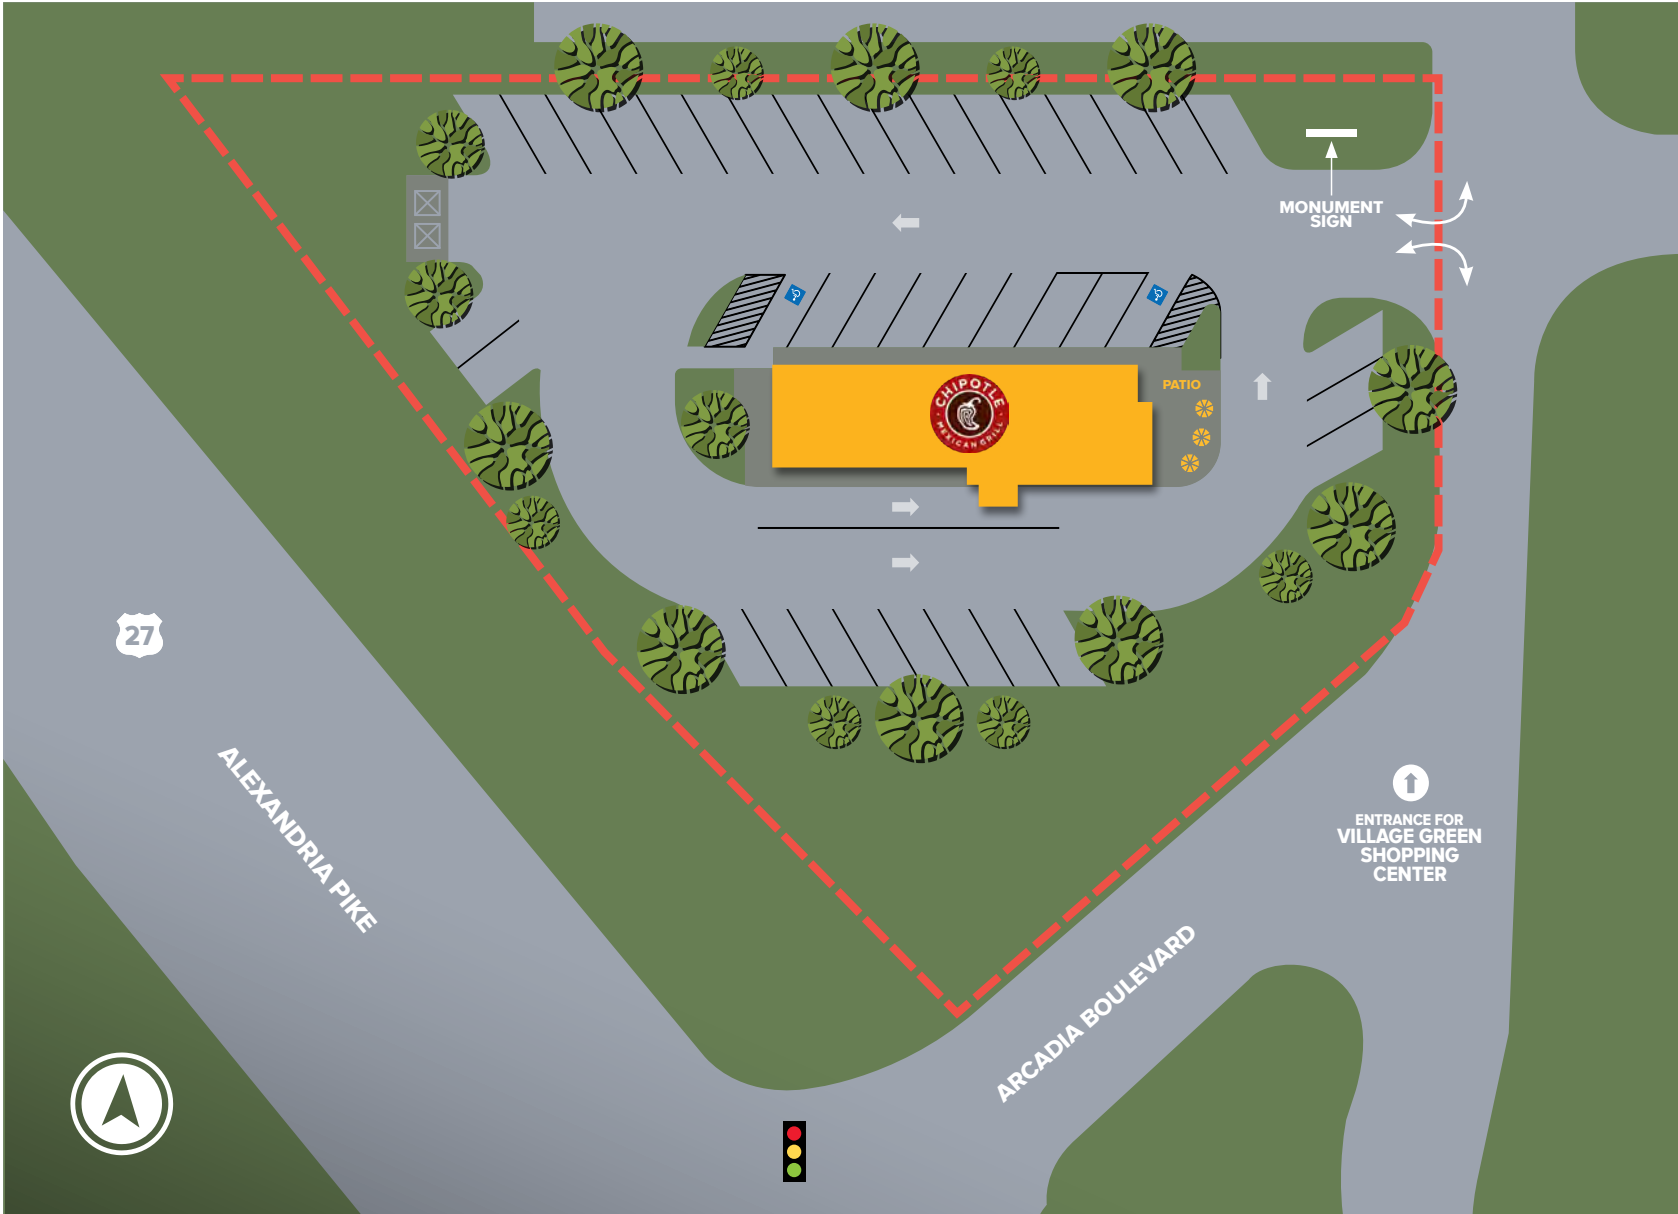 MONUMENT
SIGN
PATIO
CHIPOTLE
MEXICAN GRILL
27
ALEXANDRIA PIKE
ENTRANCE FOR
VILLAGE GREEN
SHOPPING
CENTER
ARCADIA BOULEVARD